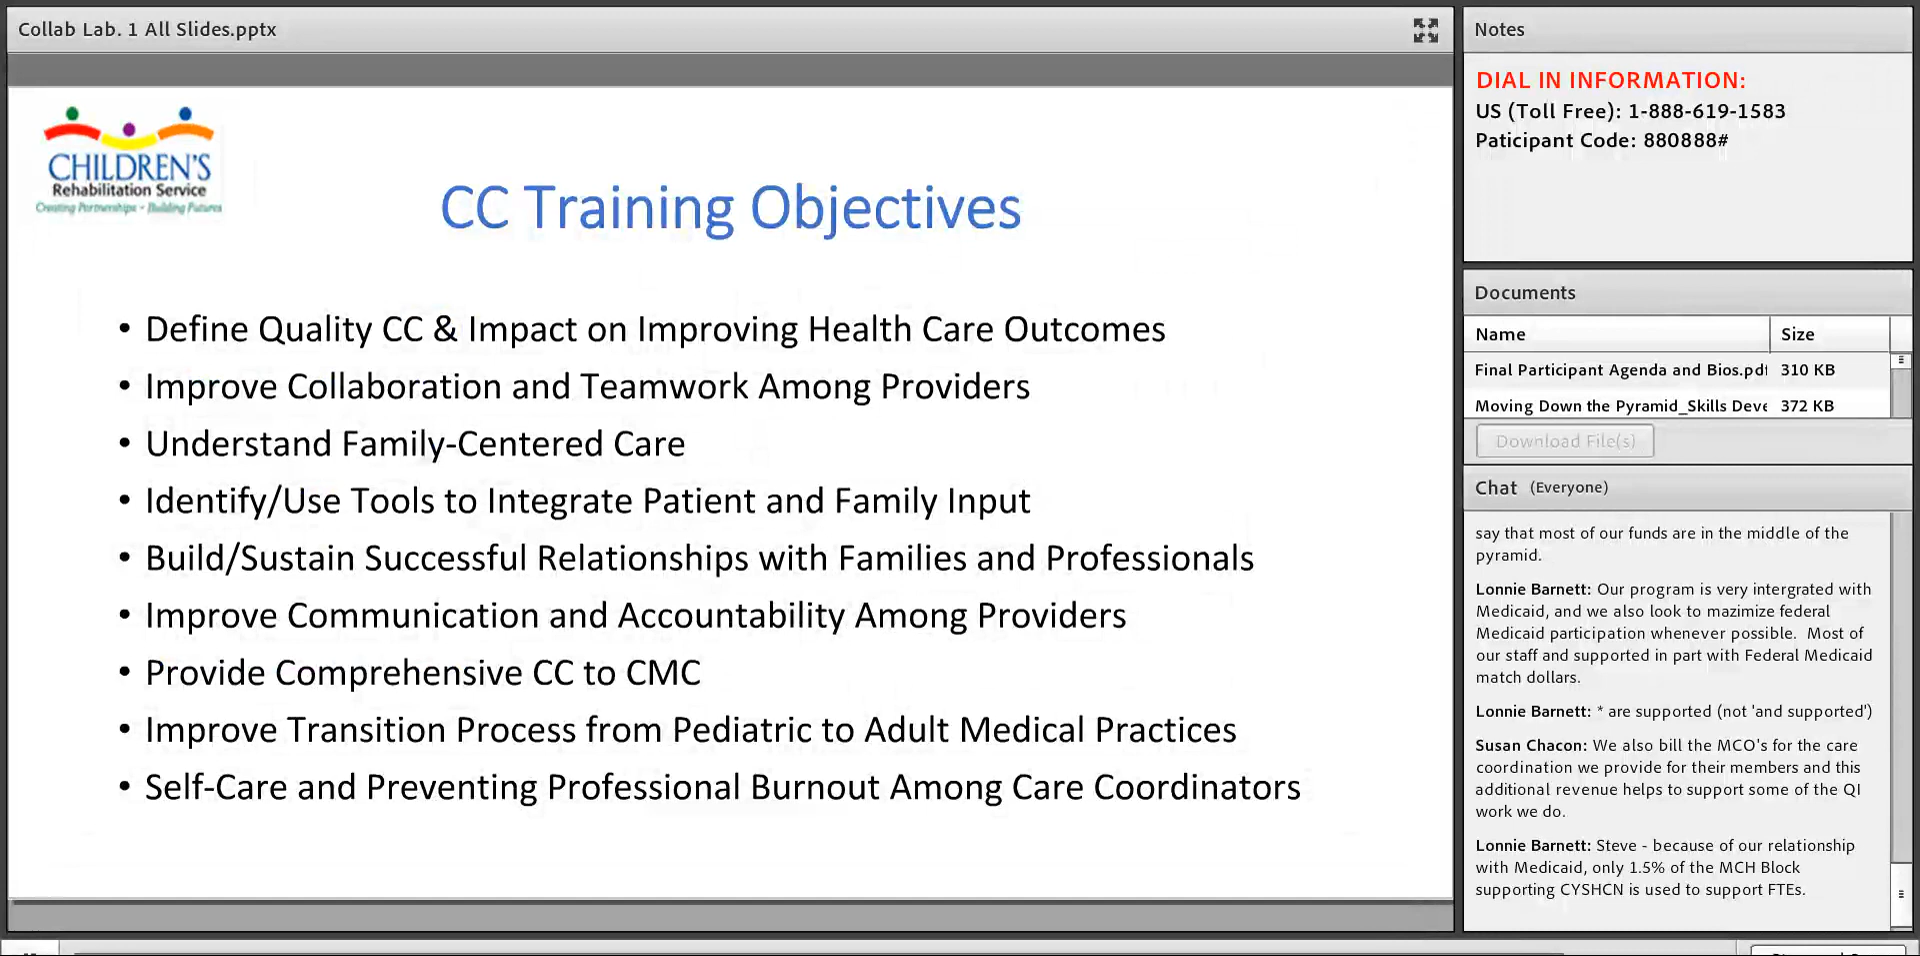 Collab Lab. 1 All Slides.pptx
CHILDREN'S
Rehabilitation Service
Creating Partnerships - Building Futures
CC Training Objectives
• Define Quality CC & Impact on Improving Health Care Outcomes
• Improve Collaboration and Teamwork Among Providers
• Understand Family-Centered Care
• Identify/Use Tools to Integrate Patient and Family Input
• Build/Sustain Successful Relationships with Families and Professionals
• Improve Communication and Accountability Among Providers
• Provide Comprehensive CC to CMC
• Improve Transition Process from Pediatric to Adult Medical Practices
• Self-Care and Preventing Professional Burnout Among Care Coordinators
Notes
DIAL IN INFORMATION:
US (Toll Free): 1-888-619-1583
Paticipant Code: 880888#
Documents
Name Size
Final Participant Agenda and Bios.pdf 310 KB
Moving Down the Pyramid_Skills Deve 372 KB
Download File(s)
Chat (Everyone)
say that most of our funds are in the middle of the
pyramid.
Lonnie Barnett: Our program is very intergrated with
Medicaid, and we also look to mazimize federal
Medicaid participation whenever possible. Most of
our staff and supported in part with Federal Medicaid
match dollars.
Lonnie Barnett: * are supported (not 'and supported')
Susan Chacon: We also bill the MCO's for the care
coordination we provide for their members and this
additional revenue helps to support some of the QI
work we do.
Lonnie Barnett: Steve - because of our relationship
with Medicaid, only 1.5% of the MCH Block
supporting CYSHCN is used to support FTEs.